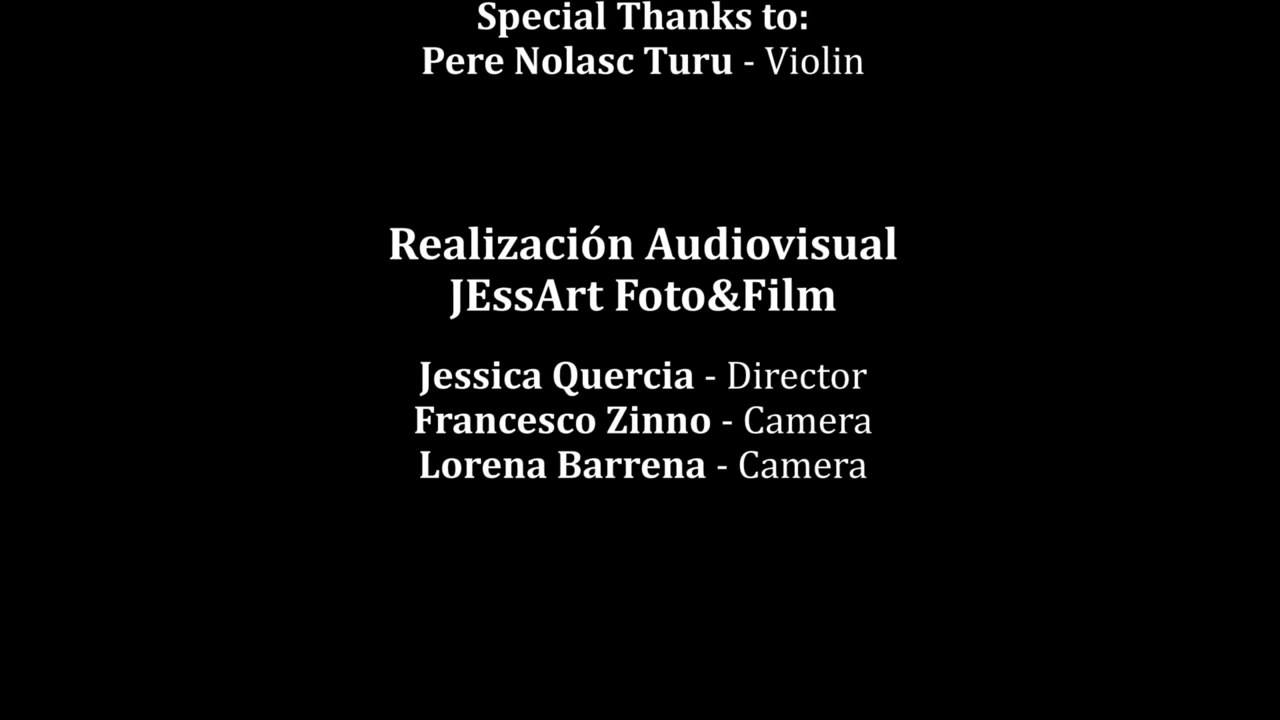 Special Thanks to:
Pere Nolasc Turu - Violin
Realización Audiovisual
JEssArt Foto&Film
Jessica Quercia - Director
Francesco Zinno - Camera
Lorena Barrena - Camera